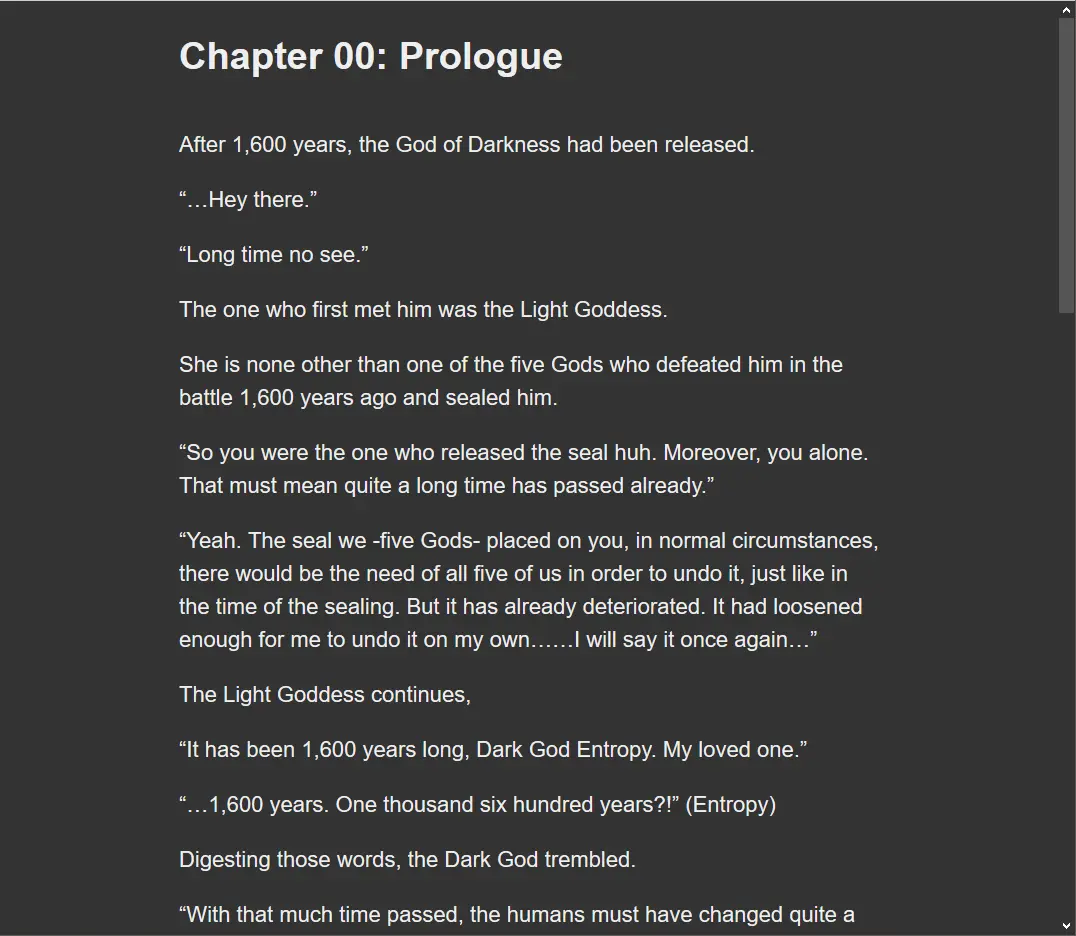 Chapter 00: Prologue
After 1,600 years, the God of Darkness had been released.
“…Hey there.”
“Long time no see.”
The one who first met him was the Light Goddess.
She is none other than one of the five Gods who defeated him in the
battle 1,600 years ago and sealed him.
“So you were the one who released the seal huh. Moreover, you alone.
That must mean quite a long time has passed already.”
“Yeah. The seal we -five Gods- placed on you, in normal circumstances,
there would be the need of all five of us in order to undo it, just like in
the time of the sealing. But it has already deteriorated. It had loosened
enough for me to undo it on my own……I will say it once again…”
The Light Goddess continues,
“It has been 1,600 years long, Dark God Entropy. My loved one.”
“…1,600 years. One thousand six hundred years?!” (Entropy)
Digesting those words, the Dark God trembled.
“With that much time passed, the humans must have changed quite a